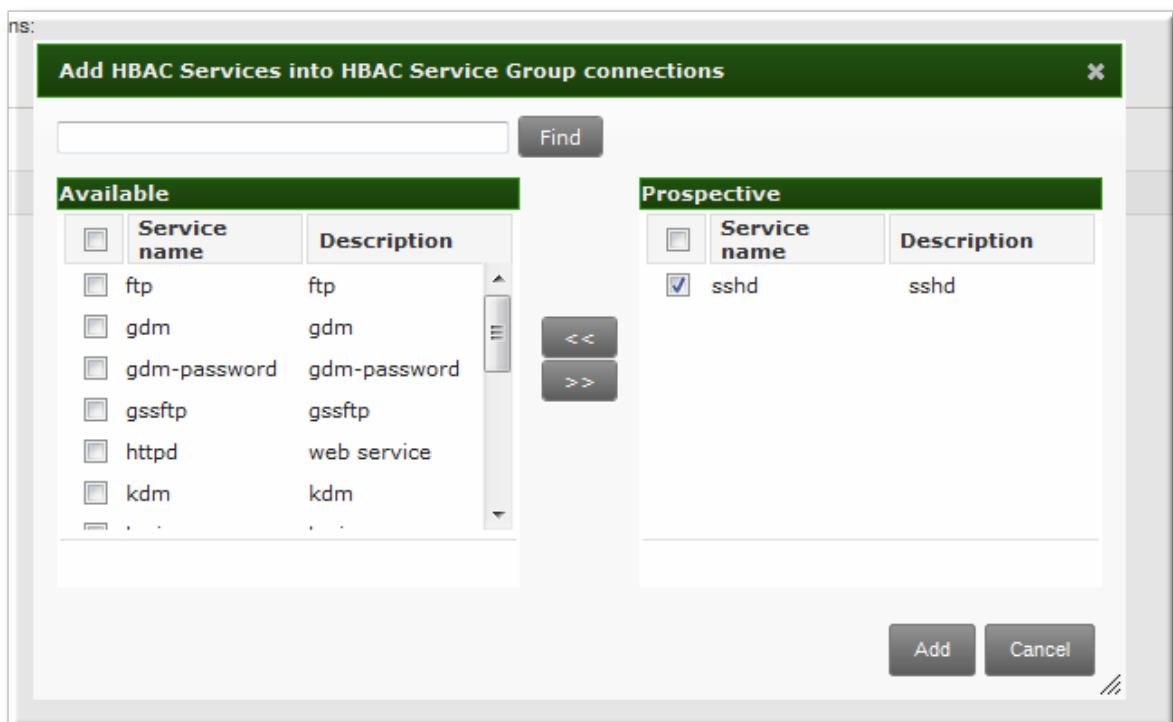 ns:
Add HBAC Services into HBAC Service Group connections
Find
Available
Service name Description
ftp ftp
gdm gdm
gdm-password gdm-password
gssftp gssftp
httpd web service
kdm kdm
<<
>>
Prospective
Service name Description
sshd sshd
Add Cancel